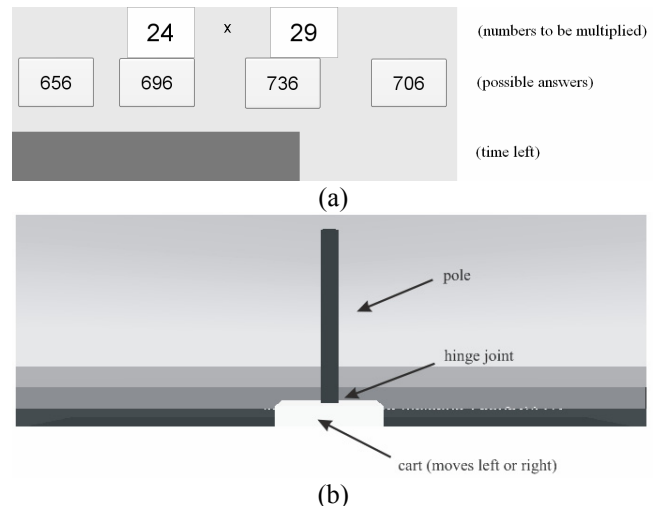 24 x 29 (numbers to be multiplied)
656 696 736 706 (possible answers)
(time left)
(a)
pole
hinge joint
cart (moves left or right)
(b)